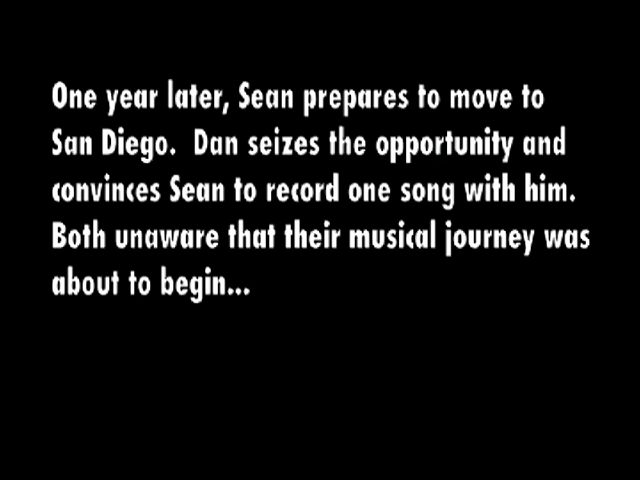 One year later, Sean prepares to move to
San Diego.  Dan seizes the opportunity and
convinces Sean to record one song with him.
Both unaware that their musical journey was
about to begin...